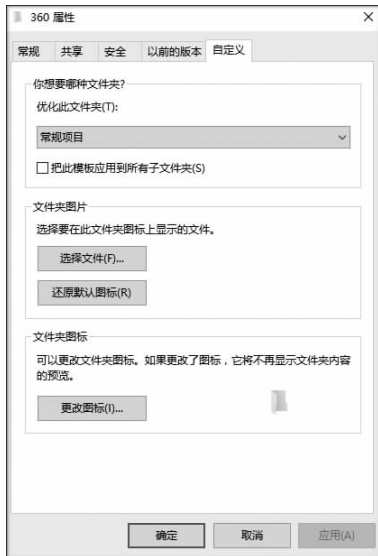 360 属性
常规 共享 安全 以前的版本 自定义
你想要哪种文件夹?
优化此文件夹(T):
常规项目
把此模板应用到所有子文件夹(S)
文件夹图片
选择要在此文件夹图标上显示的文件。
选择文件(F)...
还原默认图标(R)
文件夹图标
可以更改文件夹图标。如果更改了图标，它将不再显示文件夹内容
的预览。
更改图标(I)...
确定 取消 应用(A)